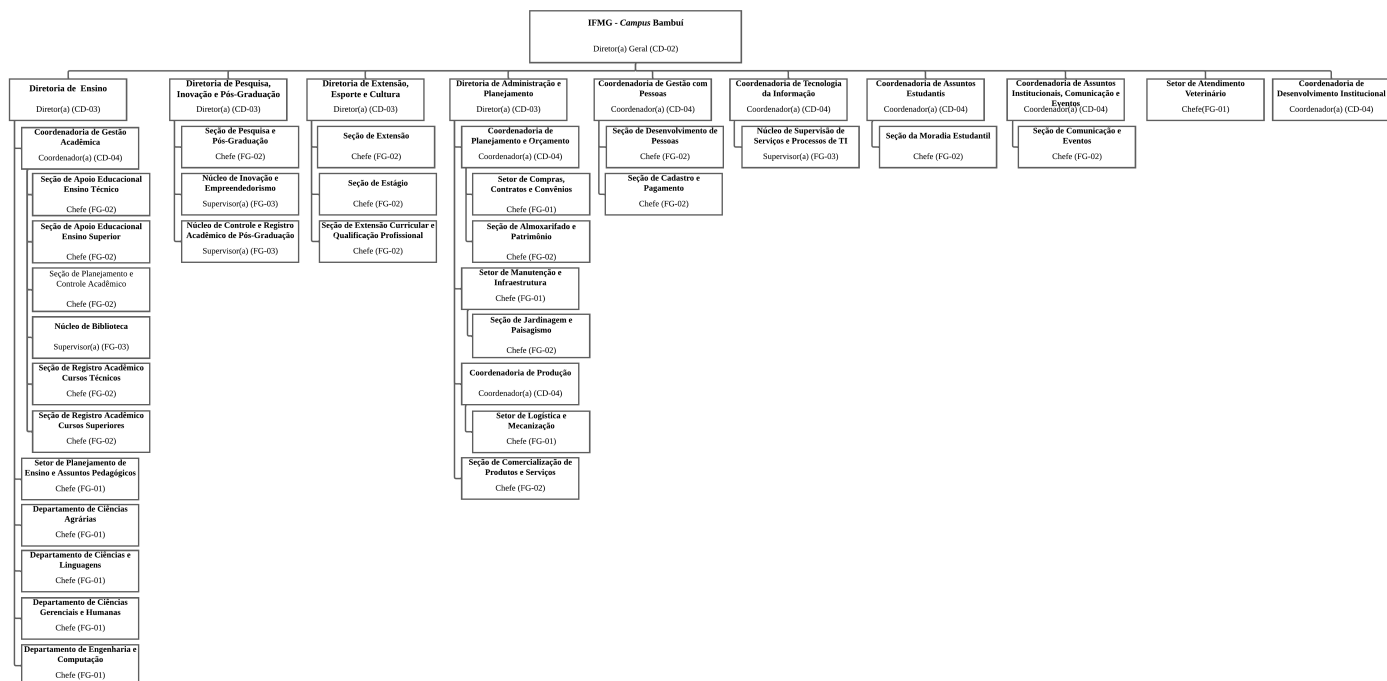 IFMG - Campus Bambuí
Diretor(a) Geral (CD-02)
Diretoria de Ensino
Diretor(a) (CD-03)
Coordenadoria de Gestão
Acadêmica
Coordenador(a) (CD-04)
Seção de Apoio Educacional
Ensino Técnico
Chefe (FG-02)
Seção de Apoio Educacional
Ensino Superior
Chefe (FG-02)
Seção de Planejamento e
Controle Acadêmico
Chefe (FG-02)
Núcleo de Biblioteca
Supervisor(a) (FG-03)
Seção de Registro Acadêmico
Cursos Técnicos
Chefe (FG-02)
Seção de Registro Acadêmico
Cursos Superiores
Chefe (FG-02)
Setor de Planejamento de
Ensino e Assuntos Pedagógicos
Chefe (FG-01)
Departamento de Ciências
Agrárias
Chefe (FG-01)
Departamento de Ciências e
Linguagens
Chefe (FG-01)
Departamento de Ciências
Gerenciais e Humanas
Chefe (FG-01)
Departamento de Engenharia e
Computação
Chefe (FG-01)
Diretoria de Pesquisa,
Inovação e Pós-Graduação
Diretor(a) (CD-03)
Seção de Pesquisa e
Pós-Graduação
Chefe (FG-02)
Núcleo de Inovação e
Empreendedorismo
Supervisor(a) (FG-03)
Núcleo de Controle e Registro
Acadêmico de Pós-Graduação
Supervisor(a) (FG-03)
Diretoria de Extensão,
Esporte e Cultura
Diretor(a) (CD-03)
Seção de Extensão
Chefe (FG-02)
Seção de Estágio
Chefe (FG-02)
Seção de Extensão Curricular e
Qualificação Profissional
Chefe (FG-02)
Diretoria de Administração e
Planejamento
Diretor(a) (CD-03)
Coordenadoria de
Planejamento e Orçamento
Coordenador(a) (CD-04)
Setor de Compras,
Contratos e Convênios
Chefe (FG-01)
Seção de Almoxarifado e
Patrimônio
Chefe (FG-02)
Setor de Manutenção e
Infraestrutura
Chefe (FG-01)
Seção de Jardinagem e
Paisagismo
Chefe (FG-02)
Coordenadoria de Produção
Coordenador(a) (CD-04)
Setor de Logística e
Mecanização
Chefe (FG-01)
Seção de Comercialização de
Produtos e Serviços
Chefe (FG-02)
Coordenadoria de Gestão com
Pessoas
Coordenador(a) (CD-04)
Seção de Desenvolvimento de
Pessoas
Chefe (FG-02)
Seção de Cadastro e
Pagamento
Chefe (FG-02)
Coordenadoria de Tecnologia
da Informação
Coordenador(a) (CD-04)
Núcleo de Supervisão de
Serviços e Processos de TI
Supervisor(a) (FG-03)
Coordenadoria de Assuntos
Estudantis
Coordenador(a) (CD-04)
Seção da Moradia Estudantil
Chefe (FG-02)
Coordenadoria de Assuntos
Institucionais, Comunicação e
Eventos
Coordenador(a) (CD-04)
Seção de Comunicação e
Eventos
Chefe (FG-02)
Setor de Atendimento
Veterinário
Chefe(FG-01)
Coordenadoria de
Desenvolvimento Institucional
Coordenador(a) (CD-04)